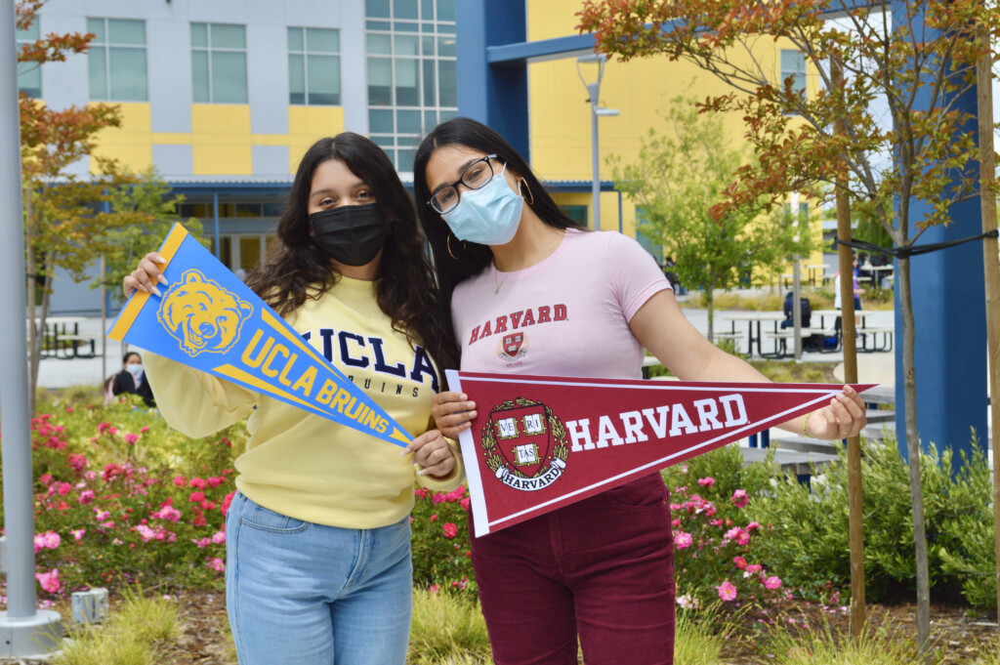 UCLA BRUINS
UCLA
BRUINS
HARVARD
VE RI
TAS
HARVARD
HARVARD